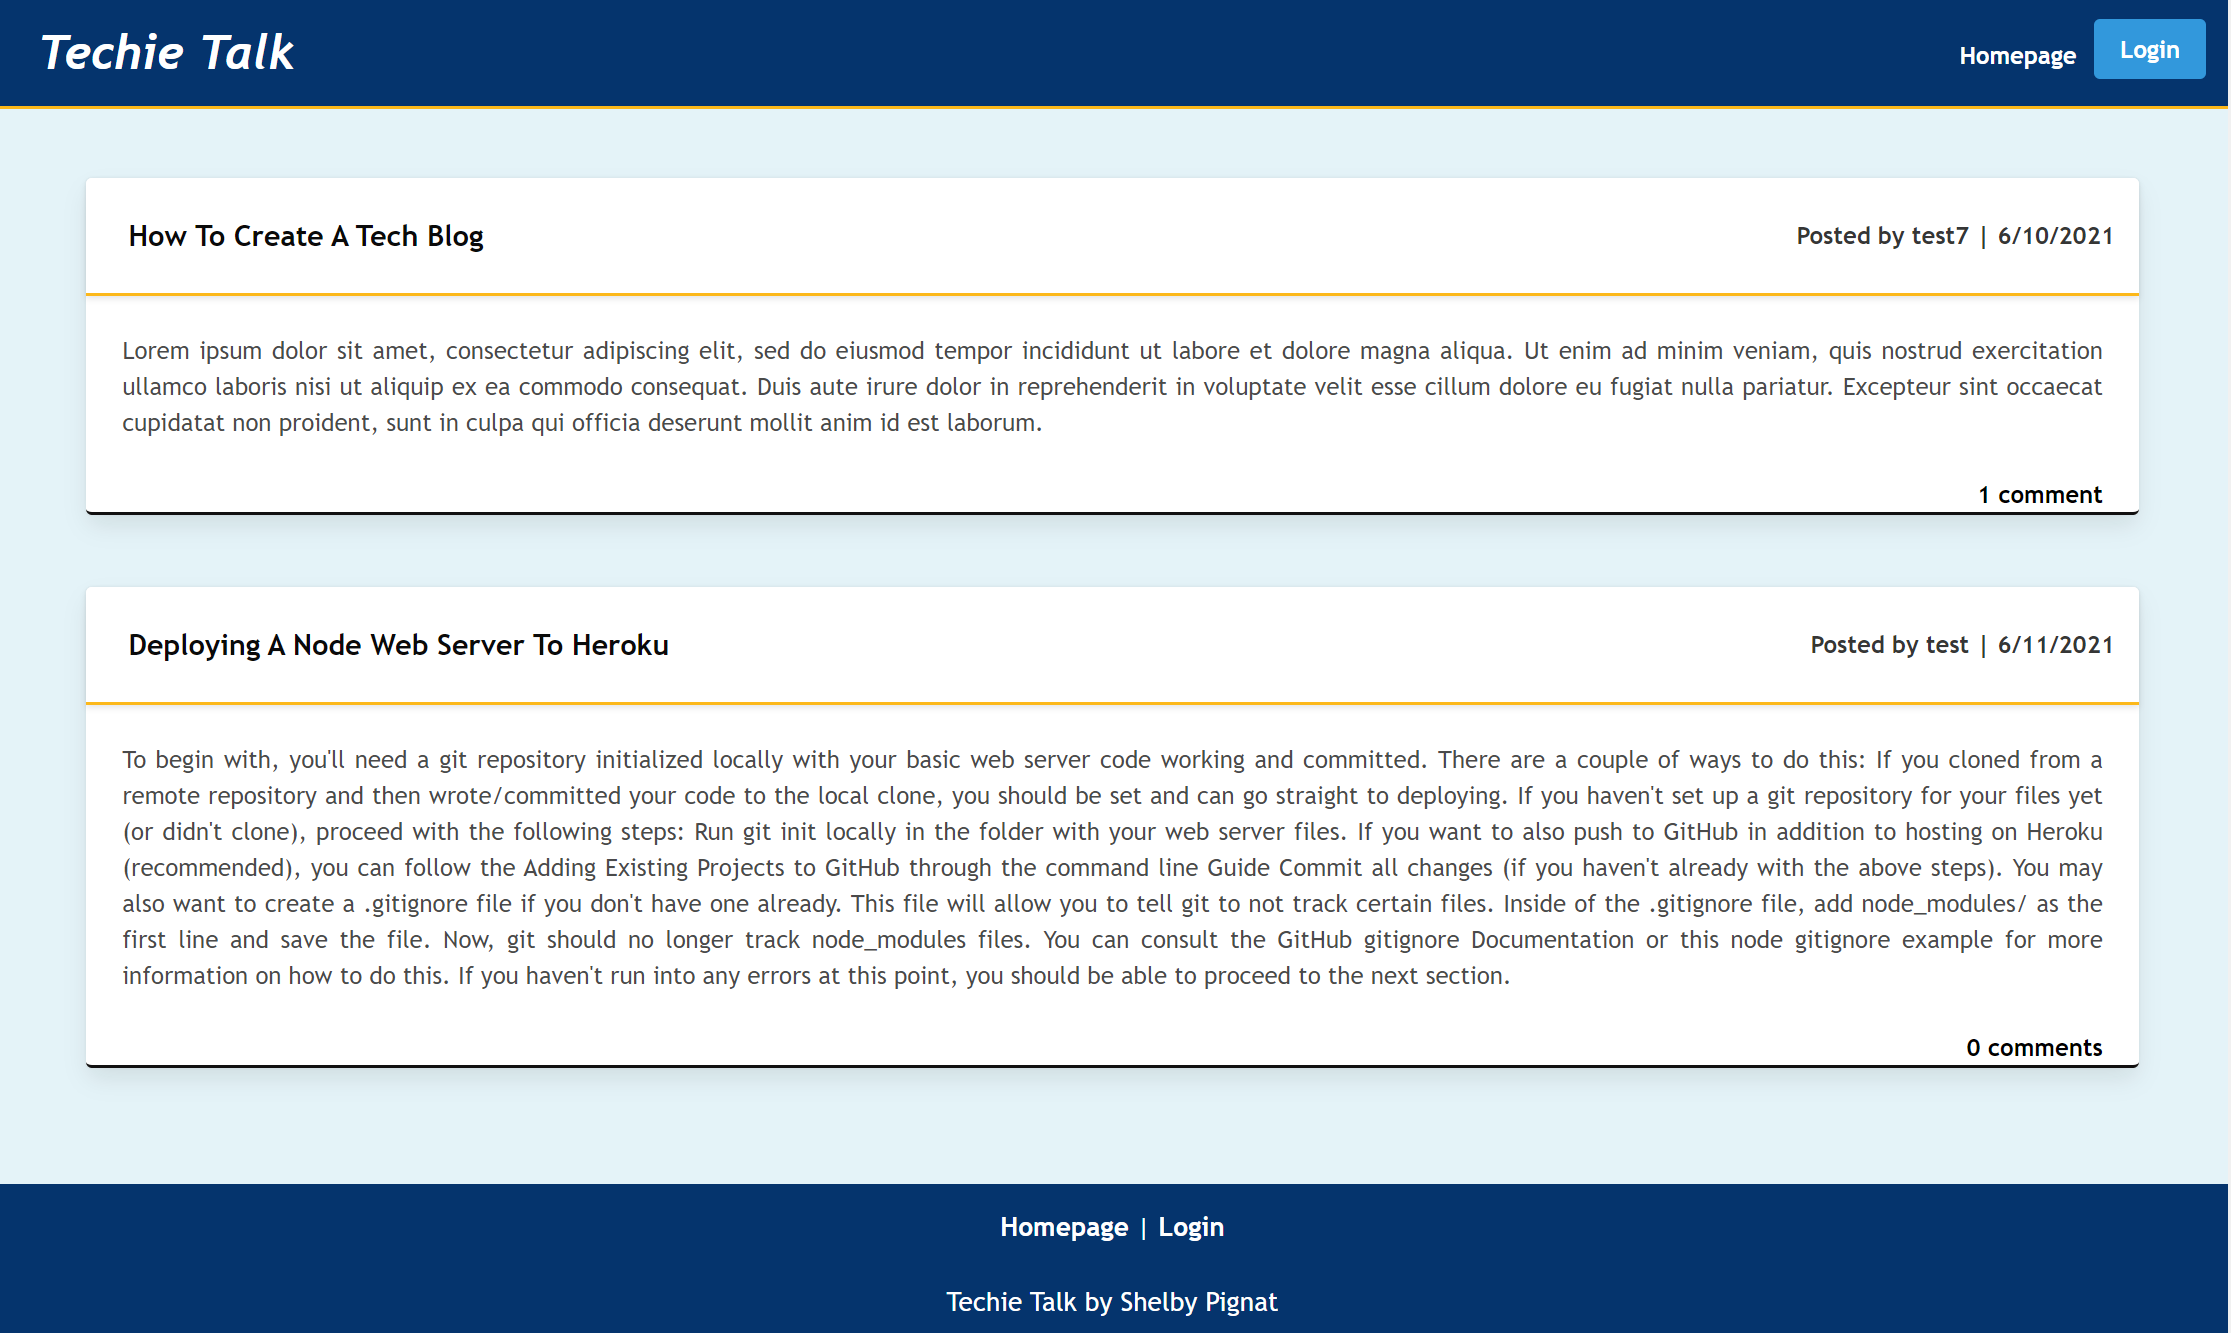 Techie Talk
Homepage
Login
How To Create A Tech Blog
Posted by test7 | 6/10/2021
Lorem ipsum dolor sit amet, consectetur adipiscing elit, sed do eiusmod tempor incididunt ut labore et dolore magna aliqua. Ut enim ad minim veniam, quis nostrud exercitation
ullamco laboris nisi ut aliquip ex ea commodo consequat. Duis aute irure dolor in reprehenderit in voluptate velit esse cillum dolore eu fugiat nulla pariatur. Excepteur sint occaecat
cupidatat non proident, sunt in culpa qui officia deserunt mollit anim id est laborum.
1 comment
Deploying A Node Web Server To Heroku
Posted by test | 6/11/2021
To begin with, you'll need a git repository initialized locally with your basic web server code working and committed. There are a couple of ways to do this: If you cloned from a
remote repository and then wrote/committed your code to the local clone, you should be set and can go straight to deploying. If you haven't set up a git repository for your files yet
(or didn't clone), proceed with the following steps: Run git init locally in the folder with your web server files. If you want to also push to GitHub in addition to hosting on Heroku
(recommended), you can follow the Adding Existing Projects to GitHub through the command line Guide Commit all changes (if you haven't already with the above steps). You may
also want to create a .gitignore file if you don't have one already. This file will allow you to tell git to not track certain files. Inside of the .gitignore file, add node_modules/ as the
first line and save the file. Now, git should no longer track node_modules files. You can consult the GitHub gitignore Documentation or this node gitignore example for more
information on how to do this. If you haven't run into any errors at this point, you should be able to proceed to the next section.
0 comments
Homepage | Login
Techie Talk by Shelby Pignat